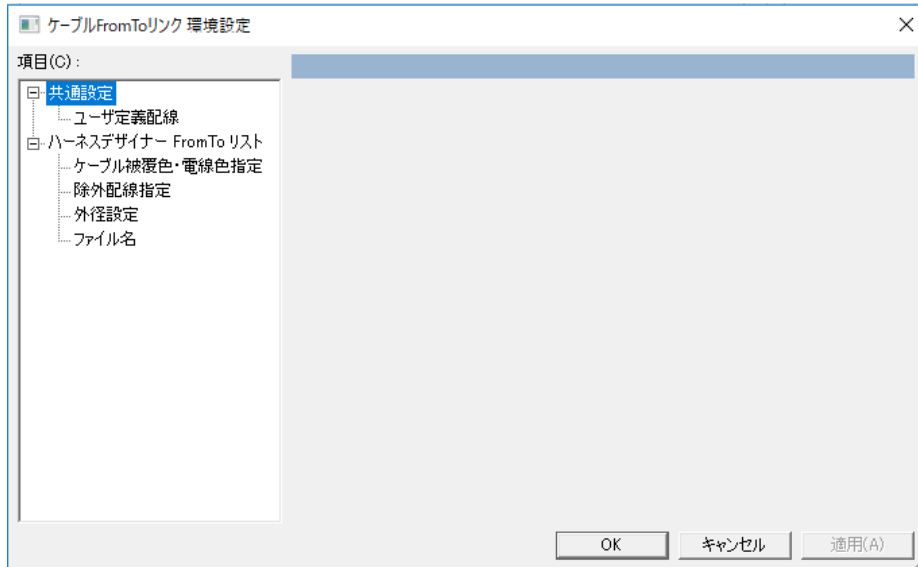 ケーブルFromToリンク 環境設定
項目(C) :
共通設定
ユーザ定義配線
ハーネスデザイナー FromTo リスト
ケーブル被覆色・電線色指定
除外配線指定
外径設定
ファイル名
OK
キャンセル
適用(A)